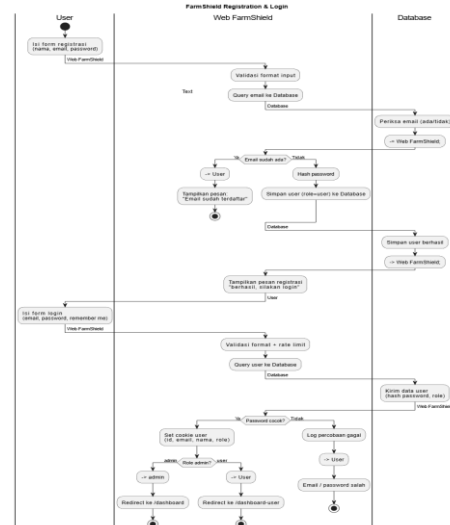 FarmShield Registration & Login
User
Web FarmShield
Database
Isi form registrasi
(nama, email, password)
Web FarmShield
Validasi format input
Text
Query email ke Database
Database
Periksa email (ada/tidak)
-> Web FarmShield;
Ya
Email sudah ada?
Tidak
-> User
Hash password
Tampilkan pesan:
"Email sudah terdaftar"
Simpan user (role=user) ke Database
Database
Simpan user berhasil
-> Web FarmShield;
Tampilkan pesan registrasi
"berhasil, silakan login"
User
Isi form login
(email, password, remember me)
Web FarmShield
Validasi format + rate limit
Query user ke Database
Database
Kirim data user
(hash password, role)
Web FarmShield
Ya
Password cocok?
Tidak
Set cookie user
(id, email, nama, role)
Log percobaan gagal
admin
Role admin?
user
-> User
-> admin
-> User
Email / password salah
Redirect ke /dashboard
Redirect ke /dashboard-user